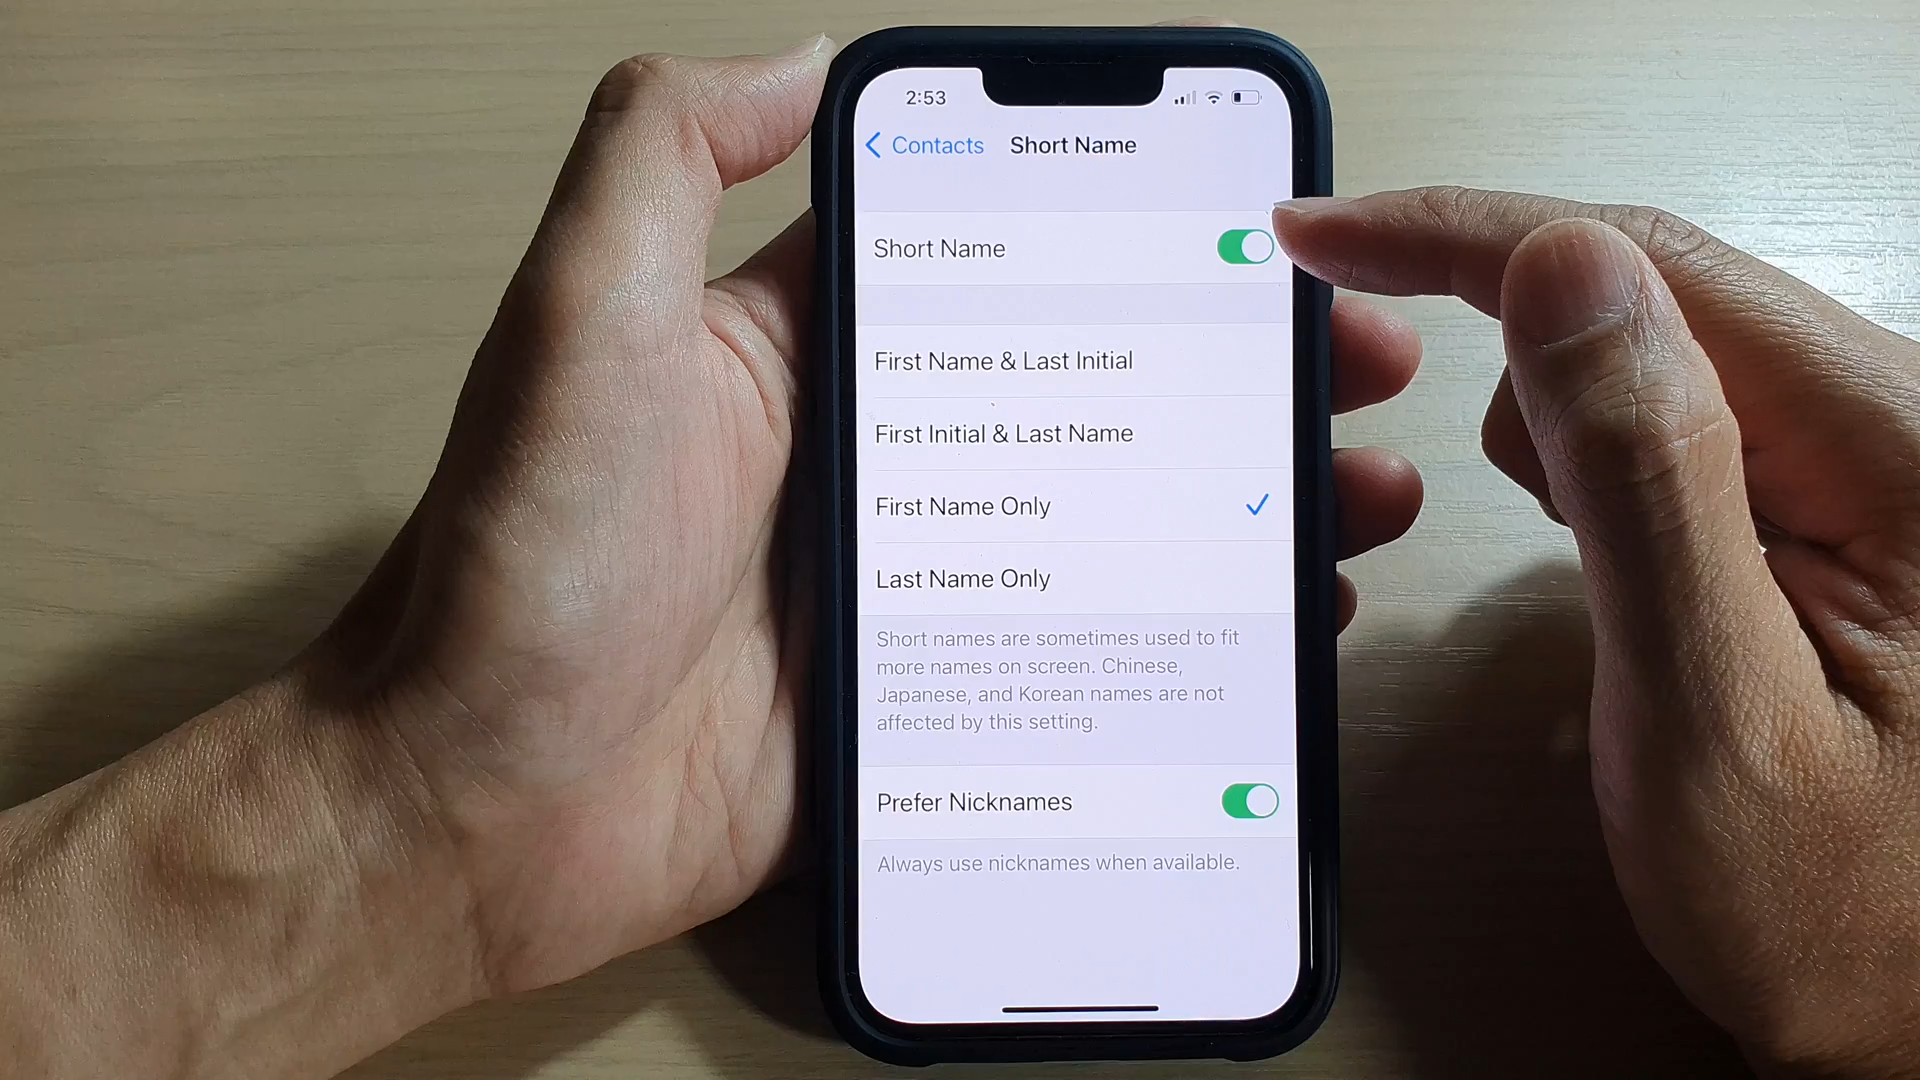 2:53
Contacts Short Name
Short Name
First Name & Last Initial
First Initial & Last Name
First Name Only
Last Name Only
Short names are sometimes used to fit
more names on screen. Chinese,
Japanese, and Korean names are not
affected by this setting.
Prefer Nicknames
Always use nicknames when available.